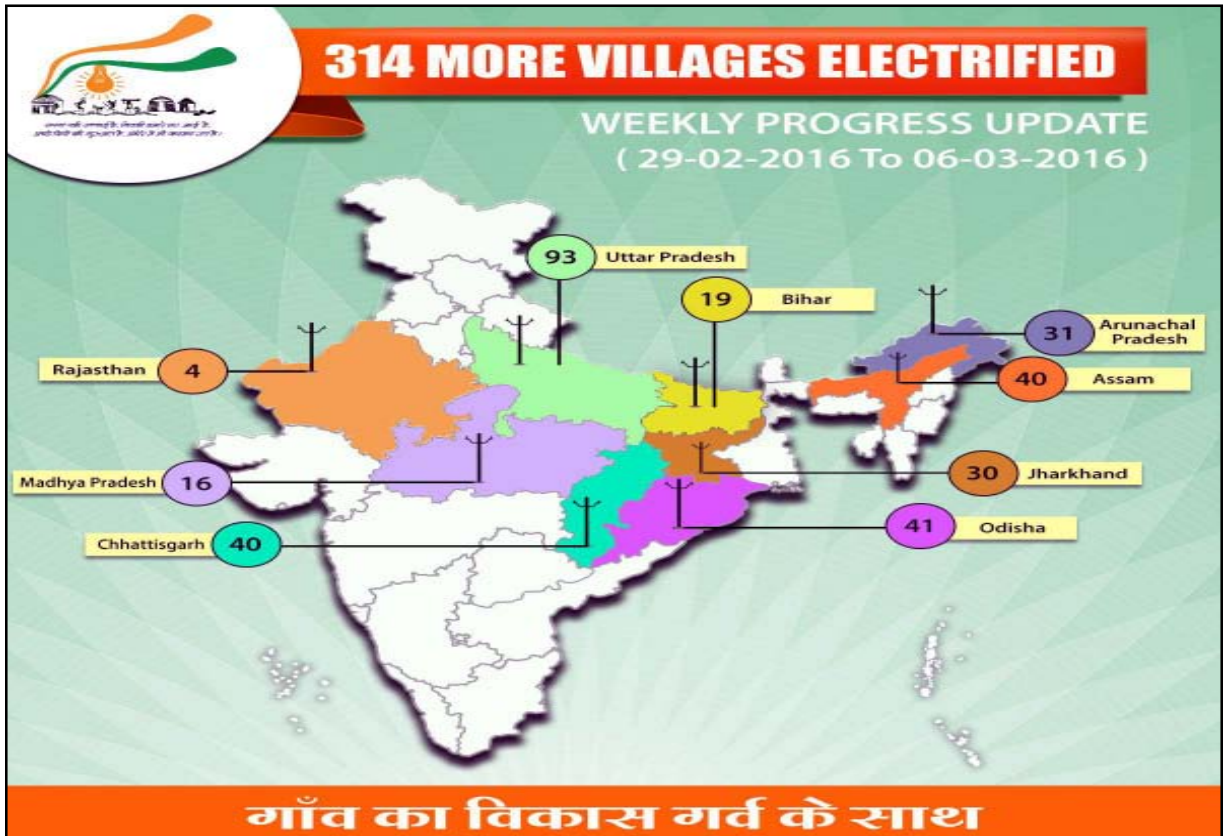 314 MORE VILLAGES ELECTRIFIED
WEEKLY PROGRESS UPDATE
( 29-02-2016 To 06-03-2016 )
93 Uttar Pradesh
19 Bihar
31 Arunachal
Pradesh
Rajasthan 4
40 Assam
Madhya Pradesh 16
30 Jharkhand
Chhattisgarh 40
41 Odisha
गाँव का विकास गर्व के साथ